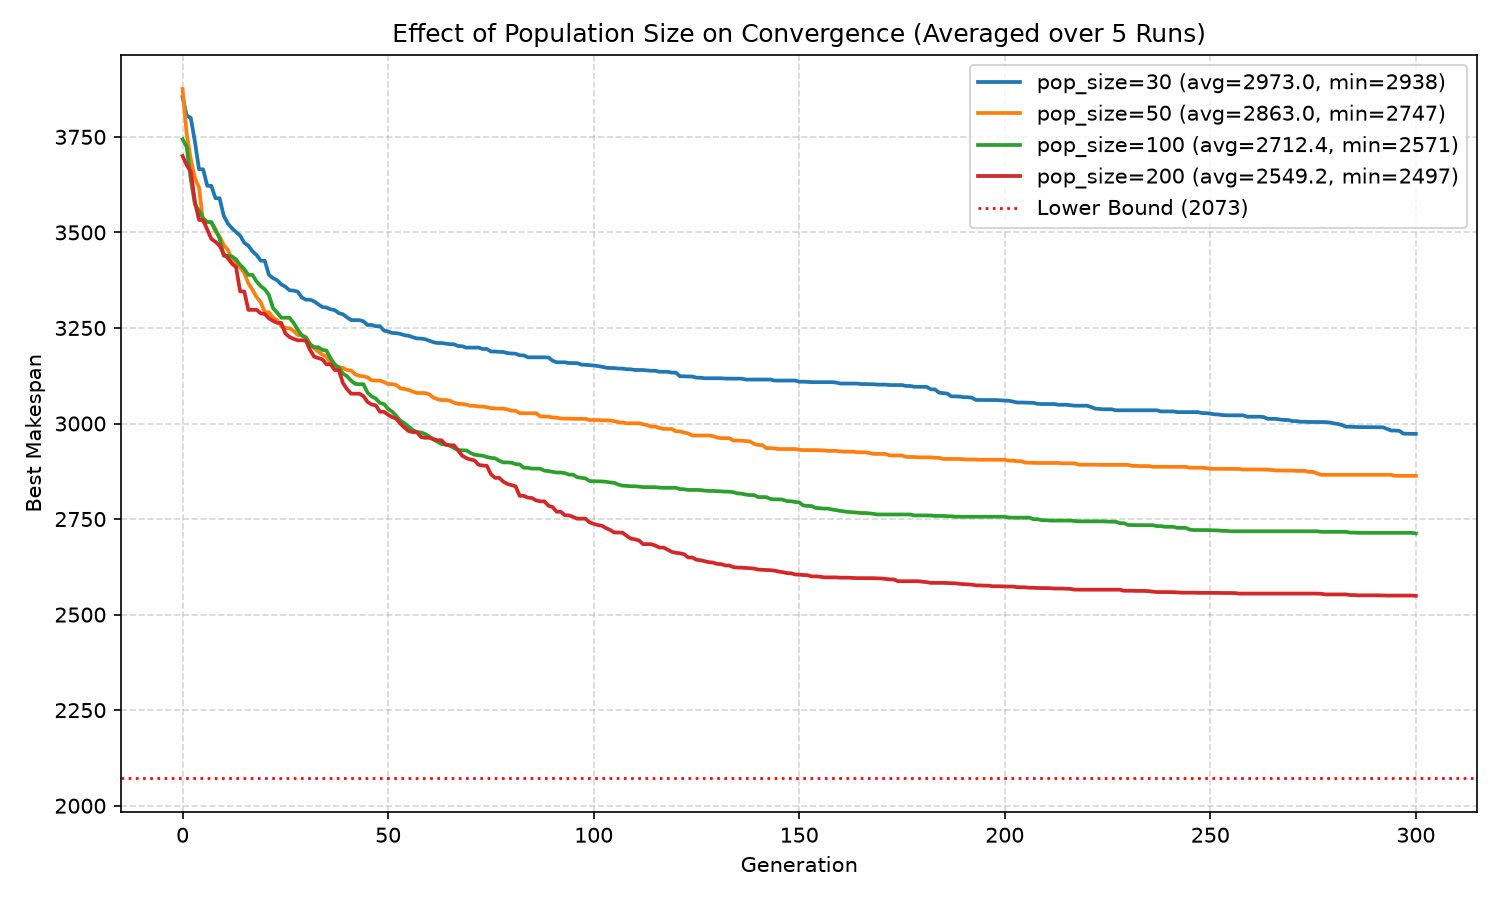 Effect of Population Size on Convergence (Averaged over 5 Runs)
pop_size=30 (avg=2973.0, min=2938)
pop_size=50 (avg=2863.0, min=2747)
pop_size=100 (avg=2712.4, min=2571)
pop_size=200 (avg=2549.2, min=2497)
Lower Bound (2073)
Best Makespan
3750
3500
3250
3000
2750
2500
2250
2000
0 50 100 150 200 250 300
Generation